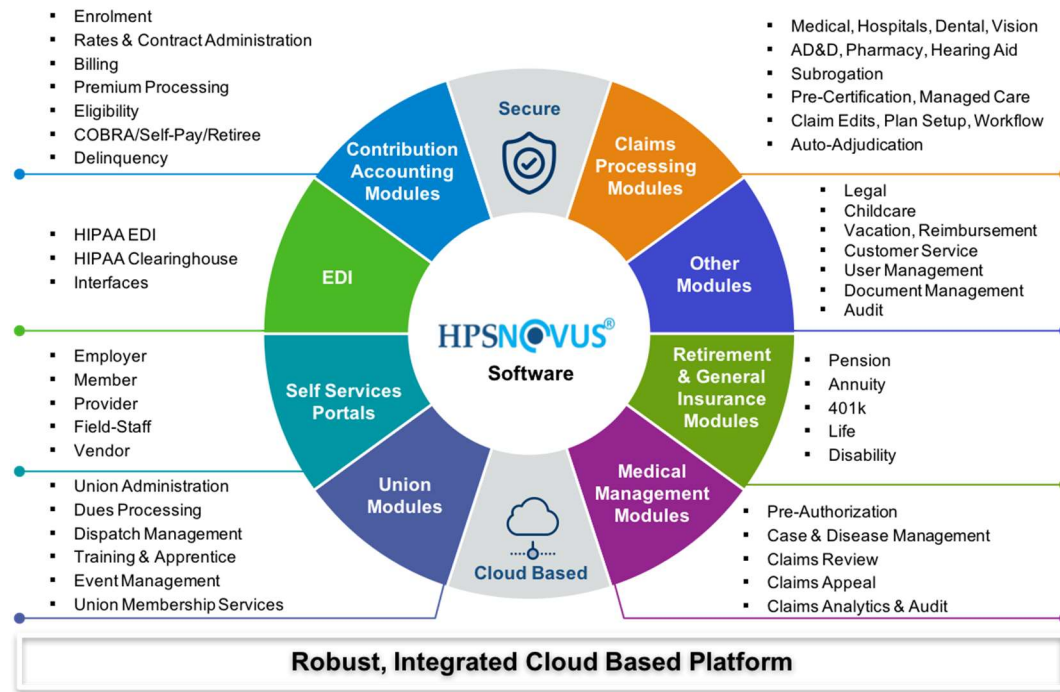 ▪ Enrolment
▪ Rates & Contract Administration
▪ Billing
▪ Premium Processing
▪ Eligibility
▪ COBRA/Self-Pay/Retiree
▪ Delinquency
▪ HIPAA EDI
▪ HIPAA Clearinghouse
▪ Interfaces
▪ Employer
▪ Member
▪ Provider
▪ Field-Staff
▪ Vendor
▪ Union Administration
▪ Dues Processing
▪ Dispatch Management
▪ Training & Apprentice
▪ Event Management
▪ Union Membership Services
Secure
Contribution
Accounting
Modules
Claims
Processing
Modules
EDI
Other
Modules
HPSNOVUS®
Software
Self Services
Portals
Retirement
& General
Insurance
Modules
Union
Modules
Medical
Management
Modules
Cloud Based
▪ Medical, Hospitals, Dental, Vision
▪ AD&D, Pharmacy, Hearing Aid
▪ Subrogation
▪ Pre-Certification, Managed Care
▪ Claim Edits, Plan Setup, Workflow
▪ Auto-Adjudication
▪ Legal
▪ Childcare
▪ Vacation, Reimbursement
▪ Customer Service
▪ User Management
▪ Document Management
▪ Audit
▪ Pension
▪ Annuity
▪ 401k
▪ Life
▪ Disability
▪ Pre-Authorization
▪ Case & Disease Management
▪ Claims Review
▪ Claims Appeal
▪ Claims Analytics & Audit
Robust, Integrated Cloud Based Platform